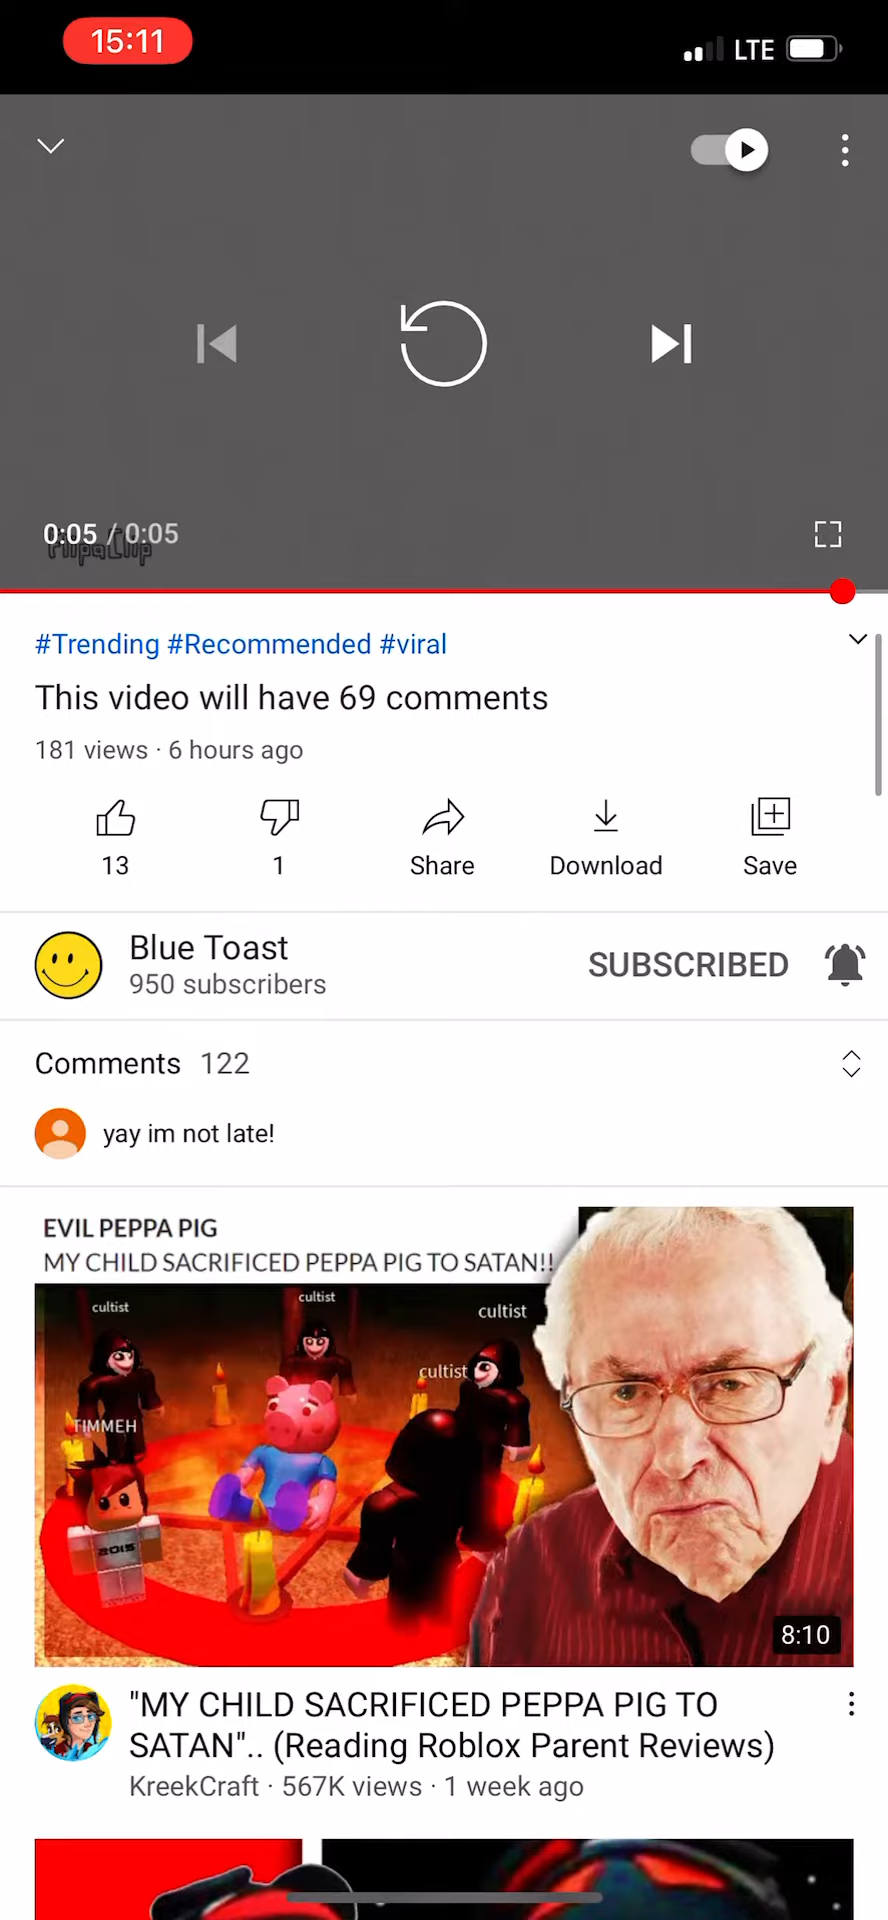 15:11
LTE
0:05 / 0:05
FlipaClip
#Trending #Recommended #viral
This video will have 69 comments
181 views · 6 hours ago
13
1
Share
Download
Save
Blue Toast
950 subscribers
SUBSCRIBED
Comments 122
yay im not late!
EVIL PEPPA PIG
MY CHILD SACRIFICED PEPPA PIG TO SATAN!!
cultist
cultist
cultist
cultist
TIMMEH
2015
8:10
"MY CHILD SACRIFICED PEPPA PIG TO
SATAN".. (Reading Roblox Parent Reviews)
KreekCraft · 567K views · 1 week ago